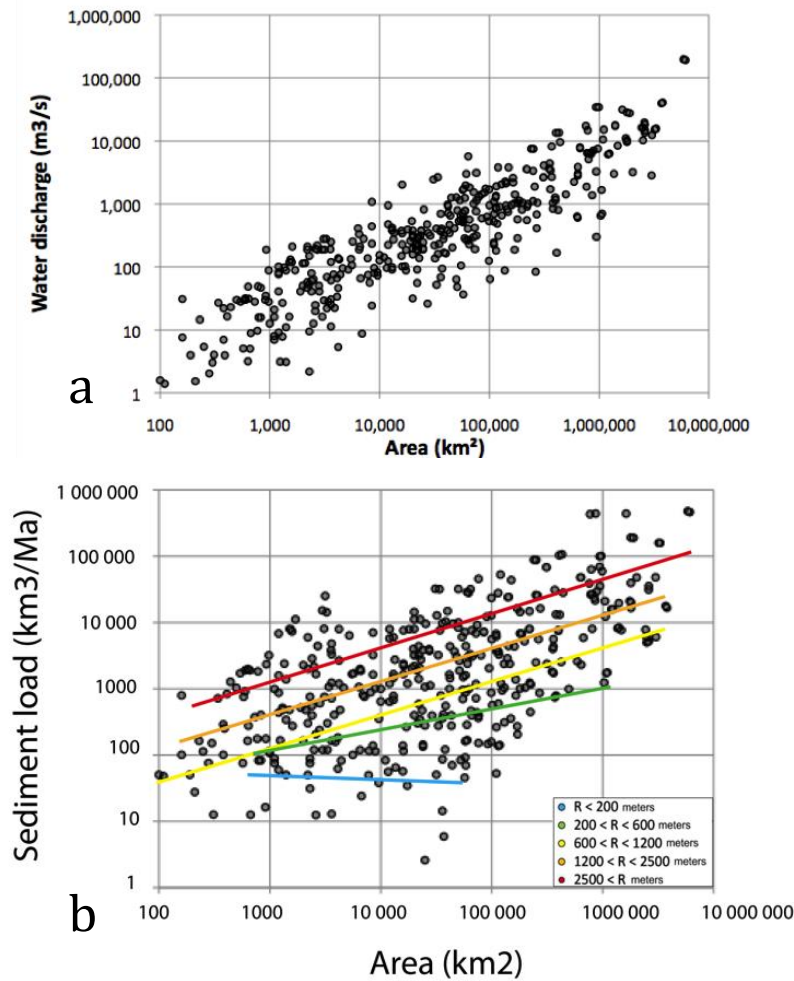 1,000,000
100,000
10,000
1,000
100
10
1
Water discharge (m3/s)
a
100 1,000 10,000 100,000 1,000,000 10,000,000
Area (km²)
1 000 000
100 000
10 000
1000
100
10
1
Sediment load (km3/Ma)
R < 200 meters
200 < R < 600 meters
600 < R < 1200 meters
1200 < R < 2500 meters
2500 < R meters
b
100 1000 10 000 100 000 1000 000 10 000 000
Area (km2)